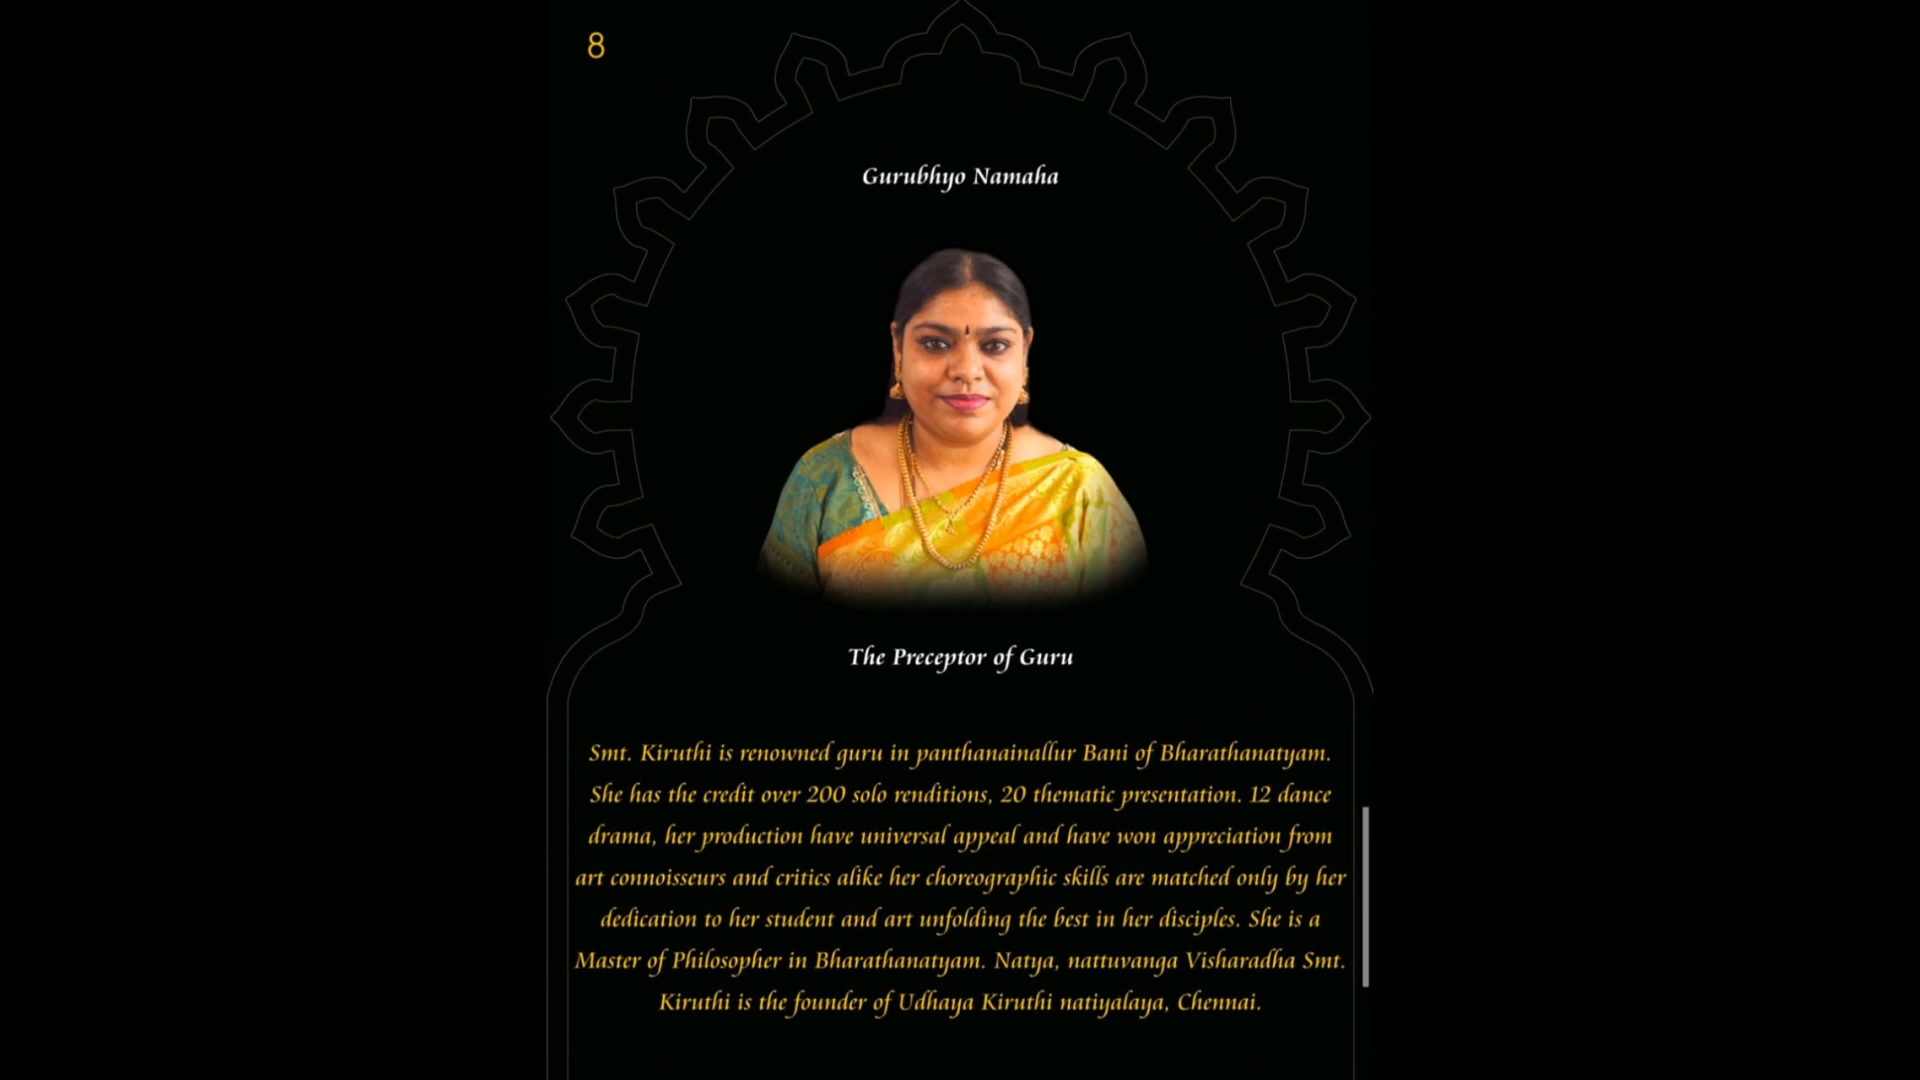 8
Gurubhyo Namaha
The Preceptor of Guru
Smt. Kiruthi is renowned guru in panthanainallur Bani of Bharathanatyam.
She has the credit over 200 solo renditions, 20 thematic presentation. 12 dance
drama, her production have universal appeal and have won appreciation from
art connoisseurs and critics alike her choreographic skills are matched only by her
dedication to her student and art unfolding the best in her disciples. She is a
Master of Philosopher in Bharathanatyam. Natya, nattuvanga Visharadha Smt.
Kiruthi is the founder of Udhaya Kiruthi natiyalaya, Chennai.